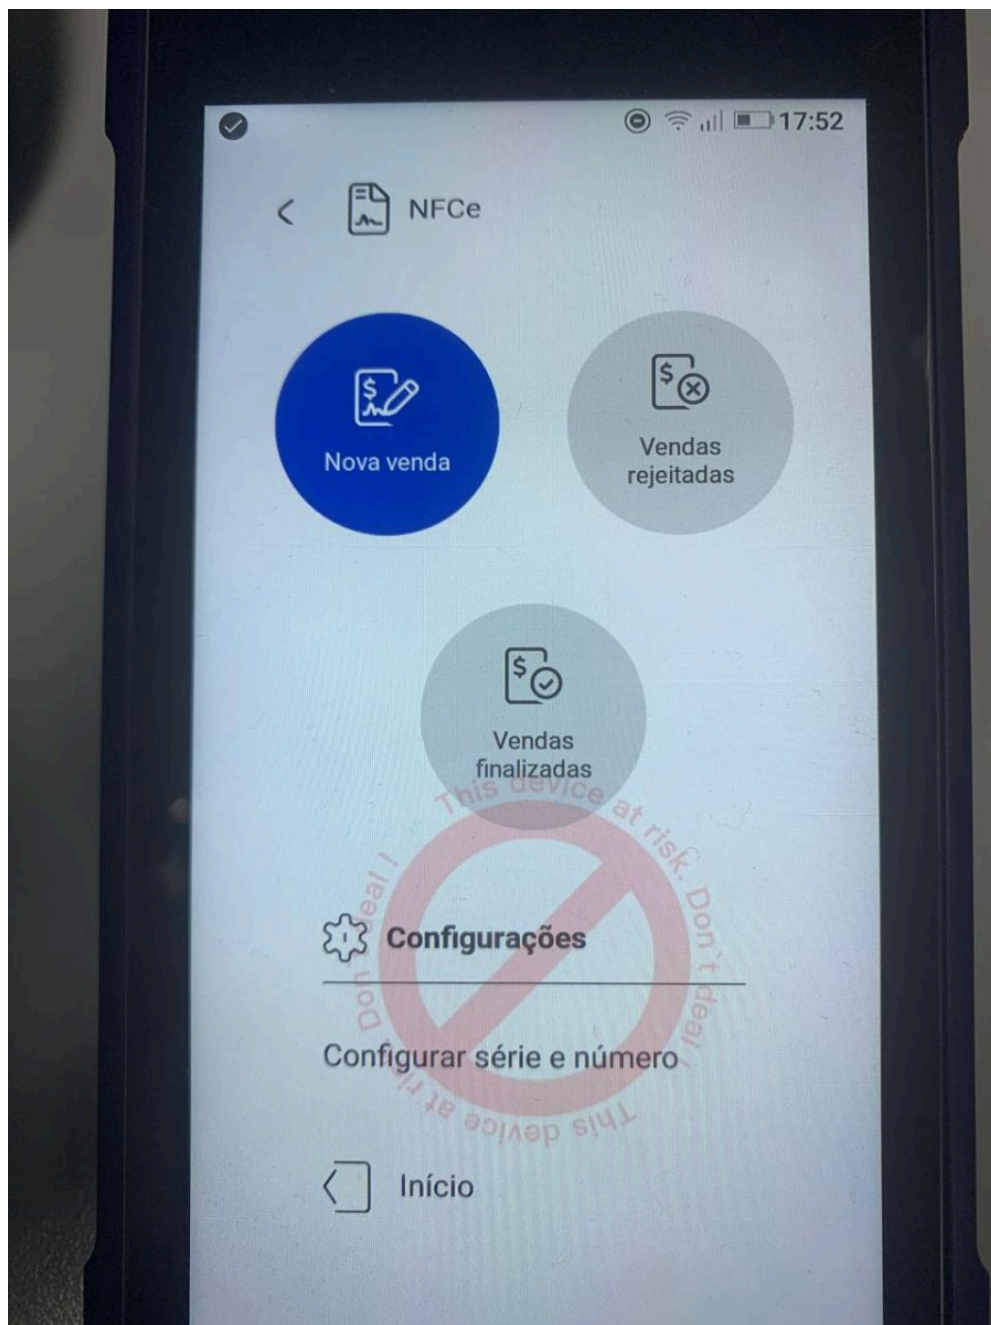 17:52
NFCe
Nova venda
Vendas
rejeitadas
Vendas
finalizadas
This device at risk. Don`t deal !
This device at risk. Don`t deal !
Configurações
Configurar série e número
Início